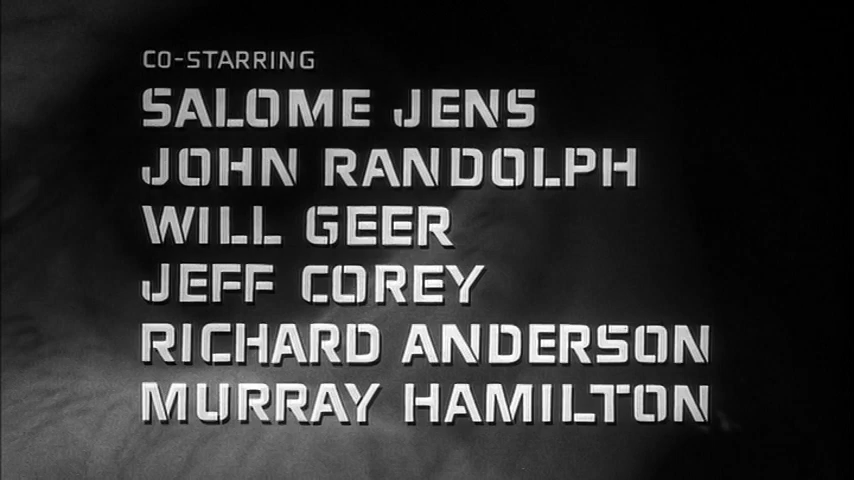 CO-STARRING
SALOME JENS
JOHN RANDOLPH
WILL GEER
JEFF COREY
RICHARD ANDERSON
MURRAY HAMILTON